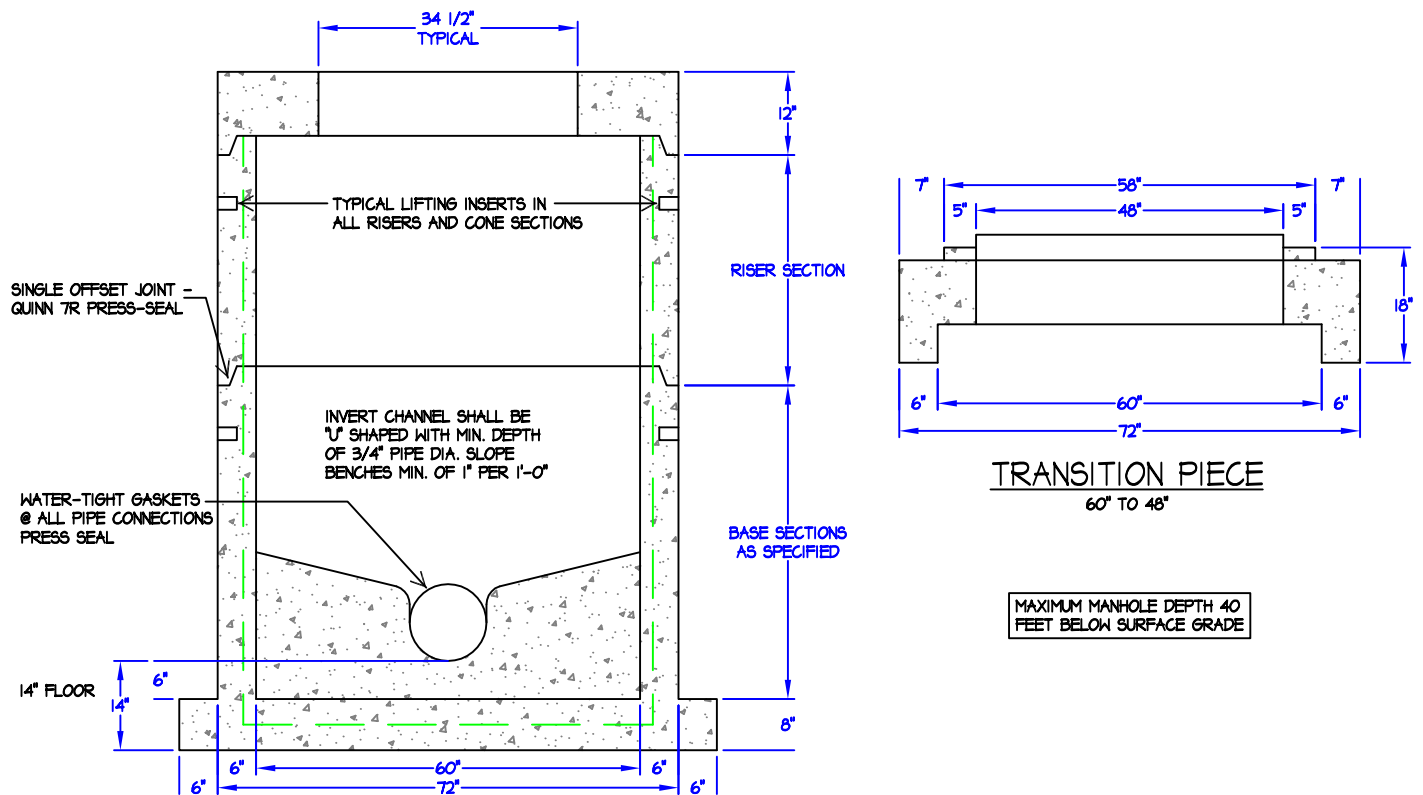 34 1/2"
TYPICAL
12"
TYPICAL LIFTING INSERTS IN
ALL RISERS AND CONE SECTIONS
RISER SECTION
SINGLE OFFSET JOINT -
QUINN 7R PRESS-SEAL
INVERT CHANNEL SHALL BE
"U" SHAPED WITH MIN. DEPTH
OF 3/4" PIPE DIA. SLOPE
BENCHES MIN. OF 1" PER 1'-0"
WATER-TIGHT GASKETS
@ ALL PIPE CONNECTIONS
PRESS SEAL
BASE SECTIONS
AS SPECIFIED
14" FLOOR
6"
14"
8"
6" 60" 6"
6" 72" 6"
7" 58" 7"
5" 48" 5"
18"
6" 60" 6"
72"
TRANSITION PIECE
60" TO 48"
MAXIMUM MANHOLE DEPTH 40
FEET BELOW SURFACE GRADE